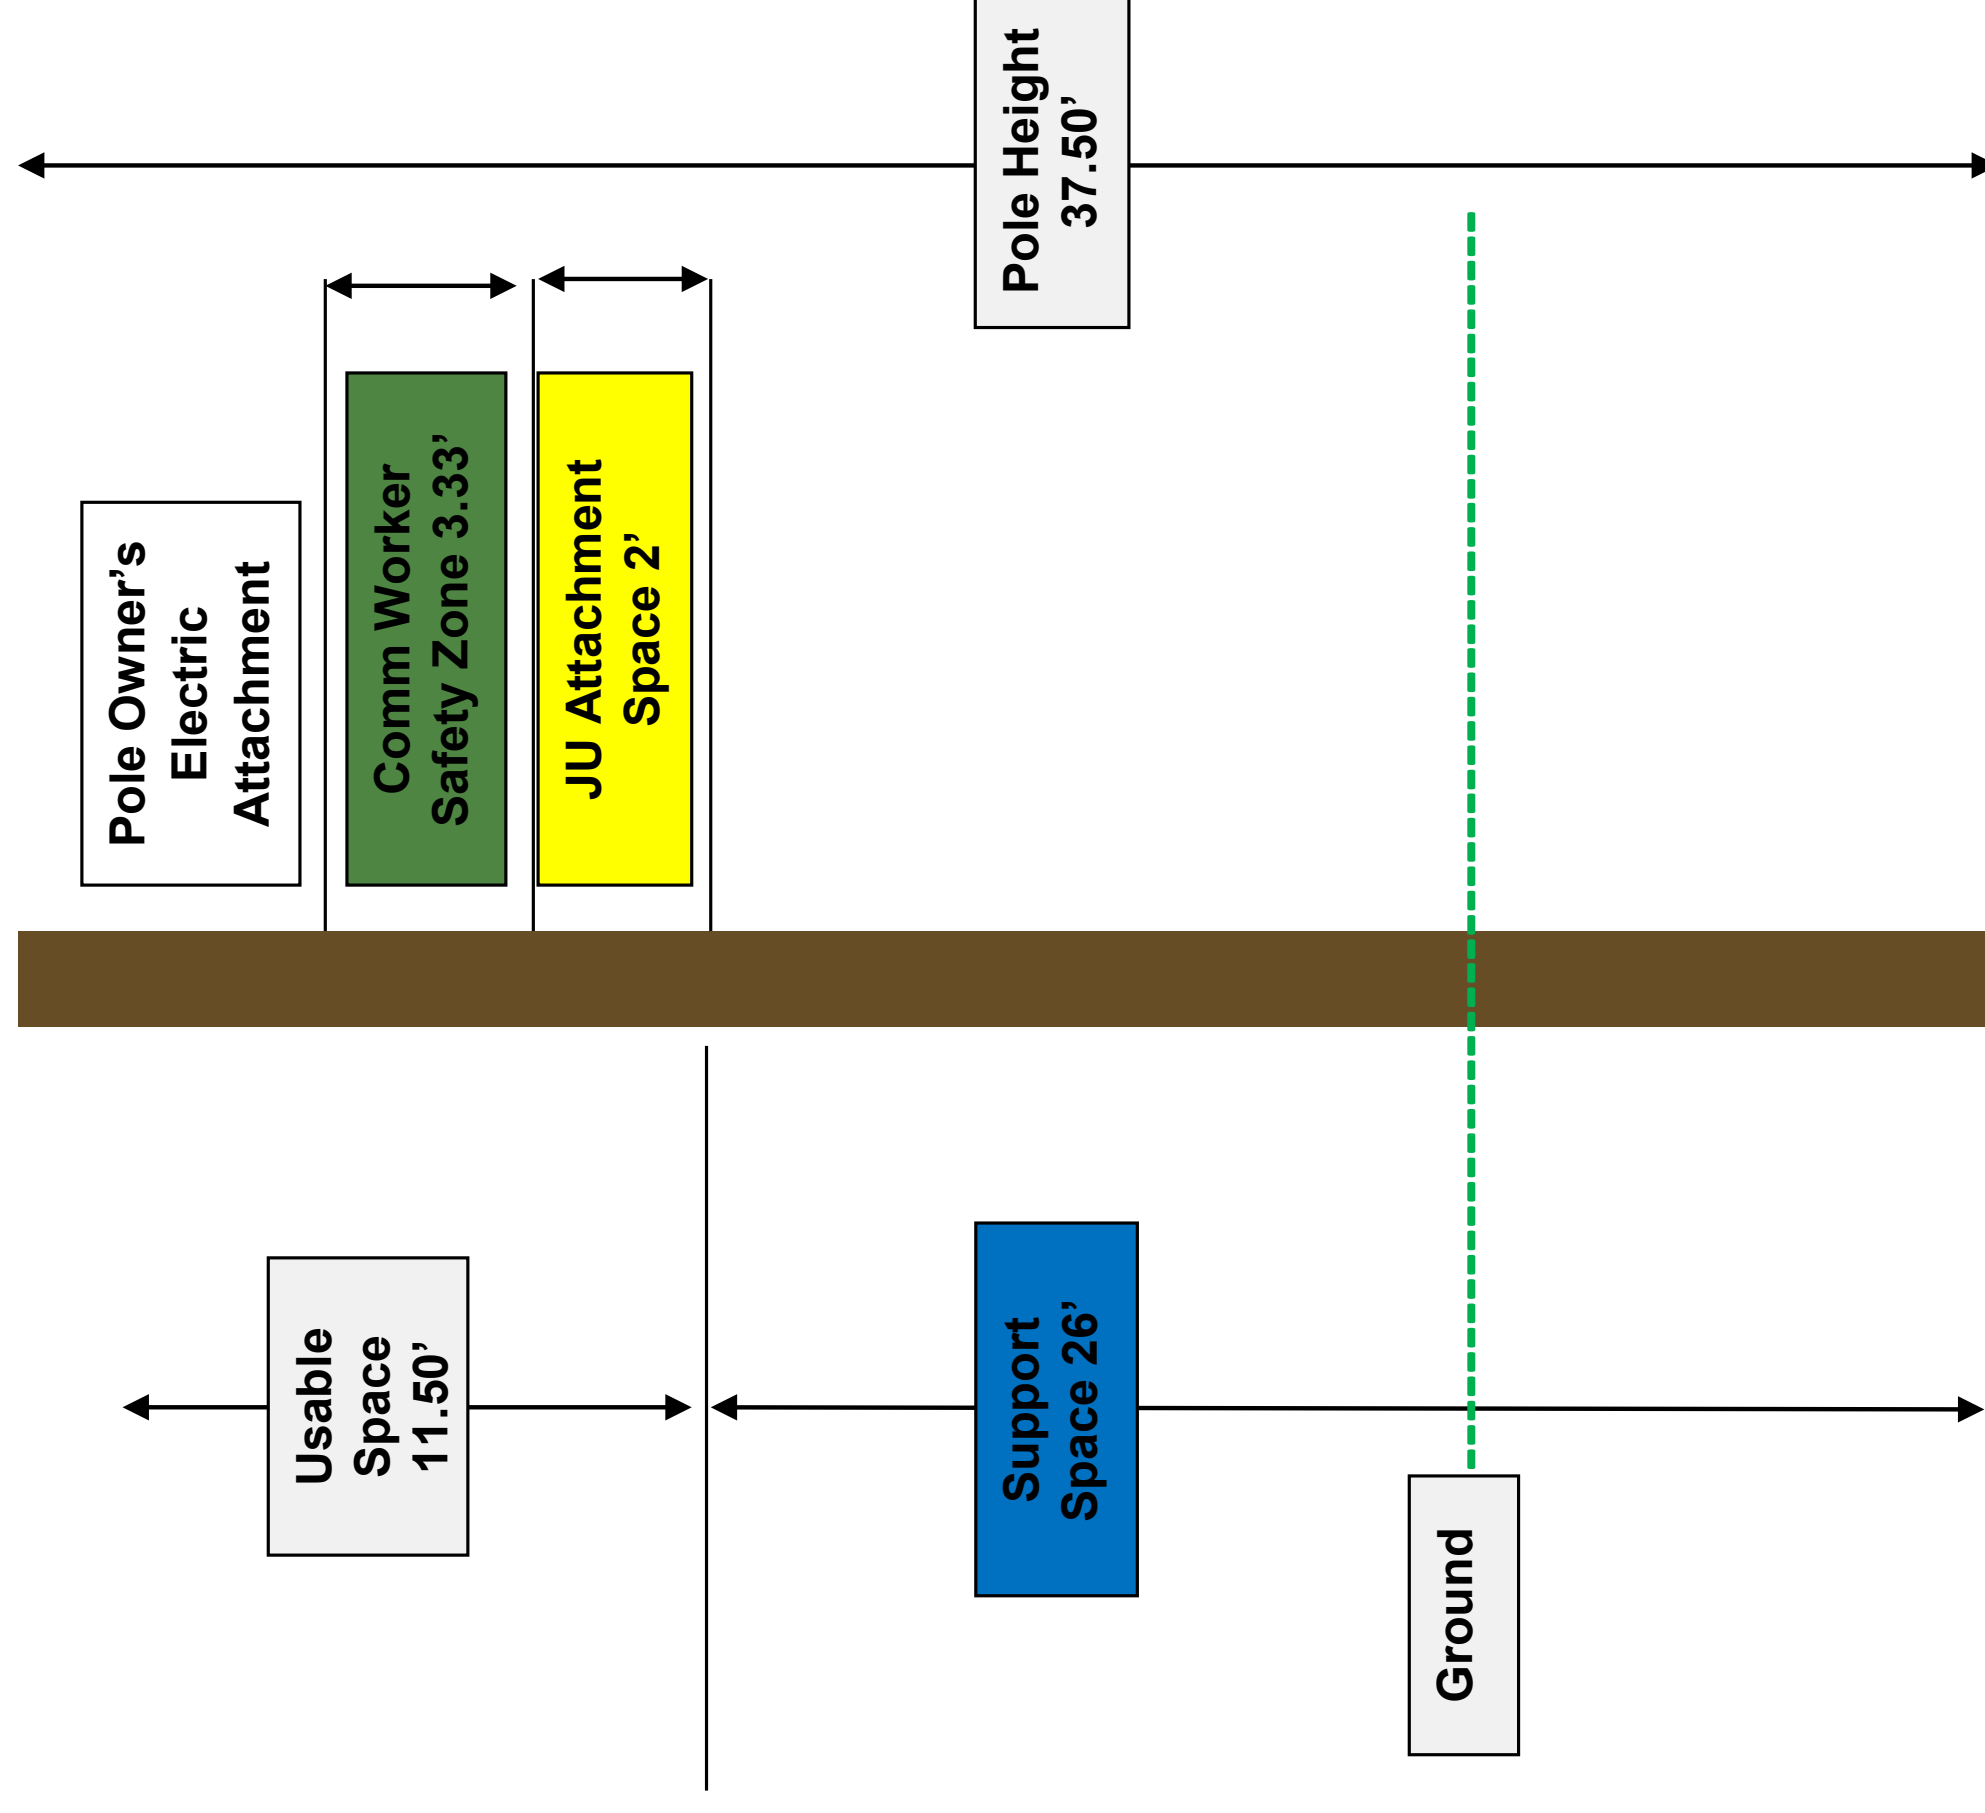 Pole Owner’s
Electric
Attachment
Comm Worker
Safety Zone 3.33’
JU Attachment
Space 2’
Pole Height
37.50’
Usable
Space
11.50’
Support
Space 26’
Ground